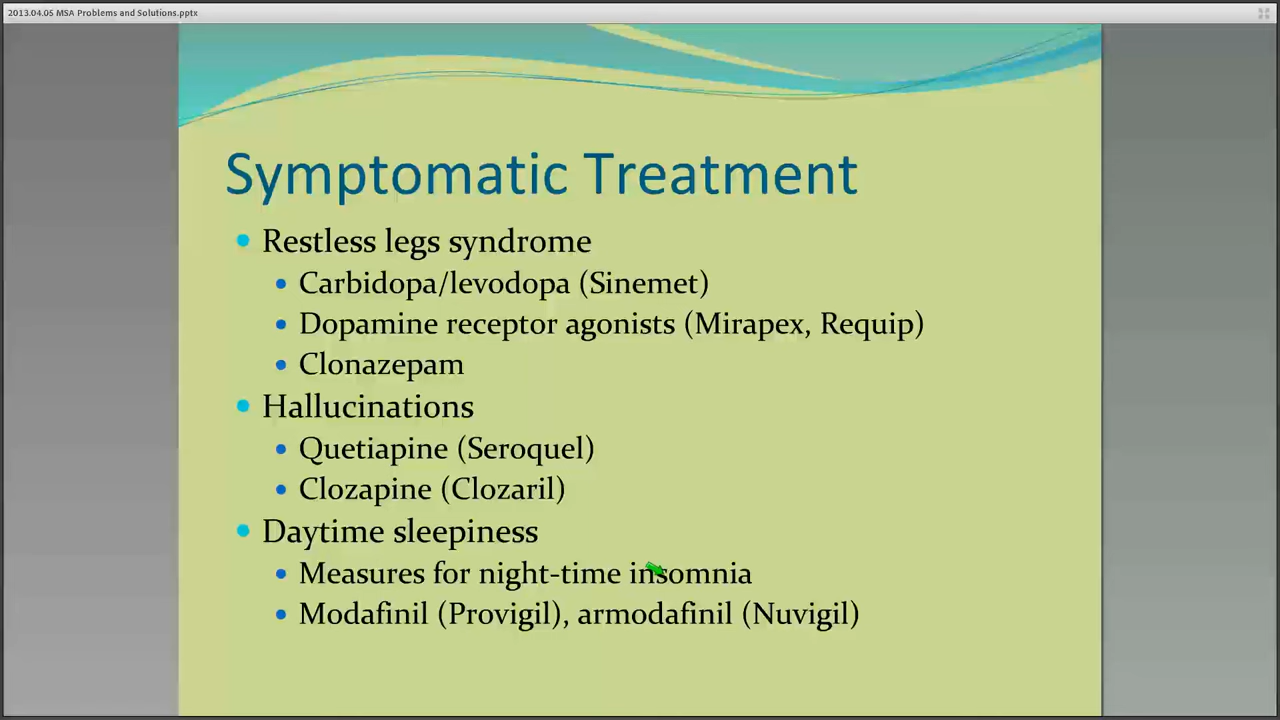 2013.04.05 MSA Problems and Solutions.pptx
Symptomatic Treatment
Restless legs syndrome
Carbidopa/levodopa (Sinemet)
Dopamine receptor agonists (Mirapex, Requip)
Clonazepam
Hallucinations
Quetiapine (Seroquel)
Clozapine (Clozaril)
Daytime sleepiness
Measures for night-time insomnia
Modafinil (Provigil), armodafinil (Nuvigil)